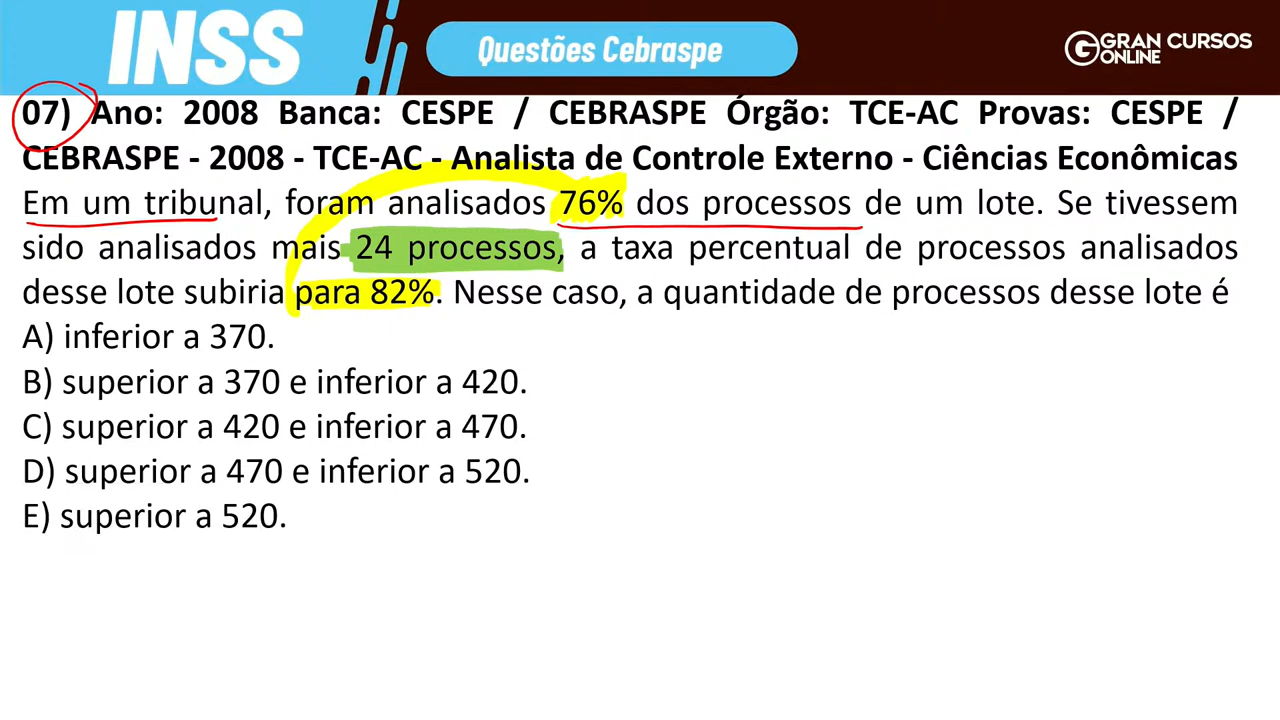 INSS
Questões Cebraspe
GRAN CURSOS
ONLINE
07) Ano: 2008 Banca: CESPE / CEBRASPE Órgão: TCE-AC Provas: CESPE /
CEBRASPE - 2008 - TCE-AC - Analista de Controle Externo - Ciências Econômicas
Em um tribunal, foram analisados 76% dos processos de um lote. Se tivessem
sido analisados mais 24 processos, a taxa percentual de processos analisados
desse lote subiria para 82%. Nesse caso, a quantidade de processos desse lote é
A) inferior a 370.
B) superior a 370 e inferior a 420.
C) superior a 420 e inferior a 470.
D) superior a 470 e inferior a 520.
E) superior a 520.